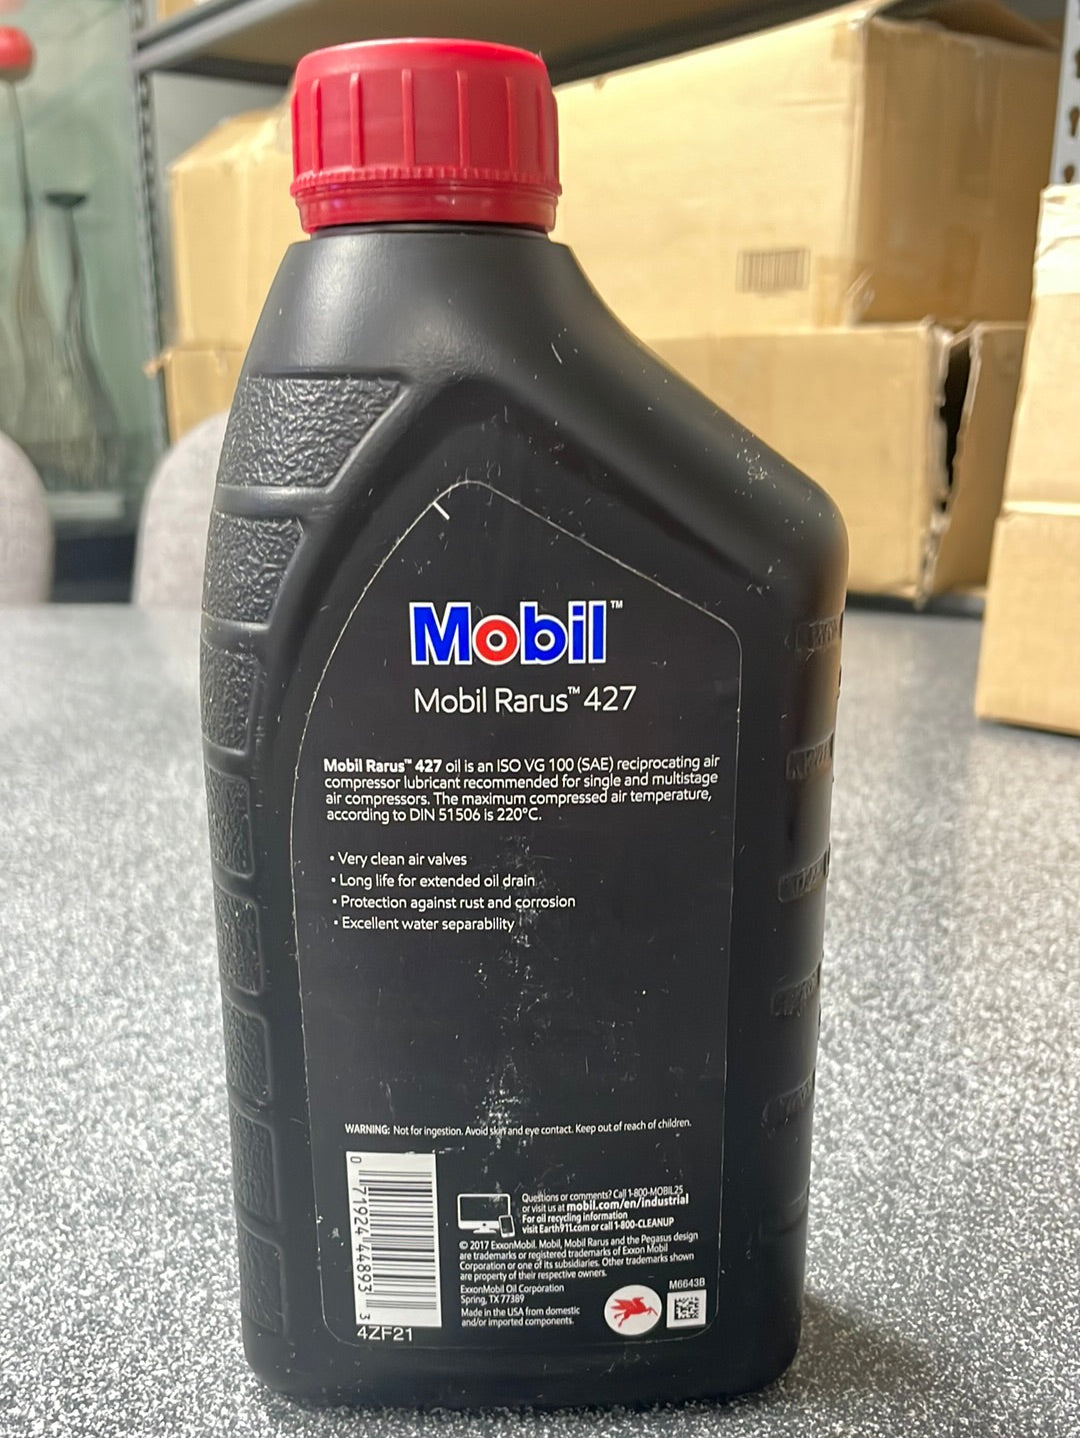 Mobil™
Mobil Rarus™ 427
Mobil Rarus™ 427 oil is an ISO VG 100 (SAE) reciprocating air
compressor lubricant recommended for single and multistage
air compressors. The maximum compressed air temperature,
according to DIN 51506 is 220°C.
• Very clean air valves
• Long life for extended oil drain
• Protection against rust and corrosion
• Excellent water separability
WARNING: Not for ingestion. Avoid skin and eye contact. Keep out of reach of children.
0 71924 44893 3
4ZF21
Questions or comments? Call 1-800-MOBIL25
or visit us at mobil.com/en/industrial
For oil recycling information
visit Earth911.com or call 1-800-CLEANUP
© 2017 ExxonMobil. Mobil, Mobil Rarus and the Pegasus design
are trademarks or registered trademarks of Exxon Mobil
Corporation or one of its subsidiaries. Other trademarks shown
are property of their respective owners.
ExxonMobil Oil Corporation
Spring, TX 77389
Made in the USA from domestic
and/or imported components.
M6643B